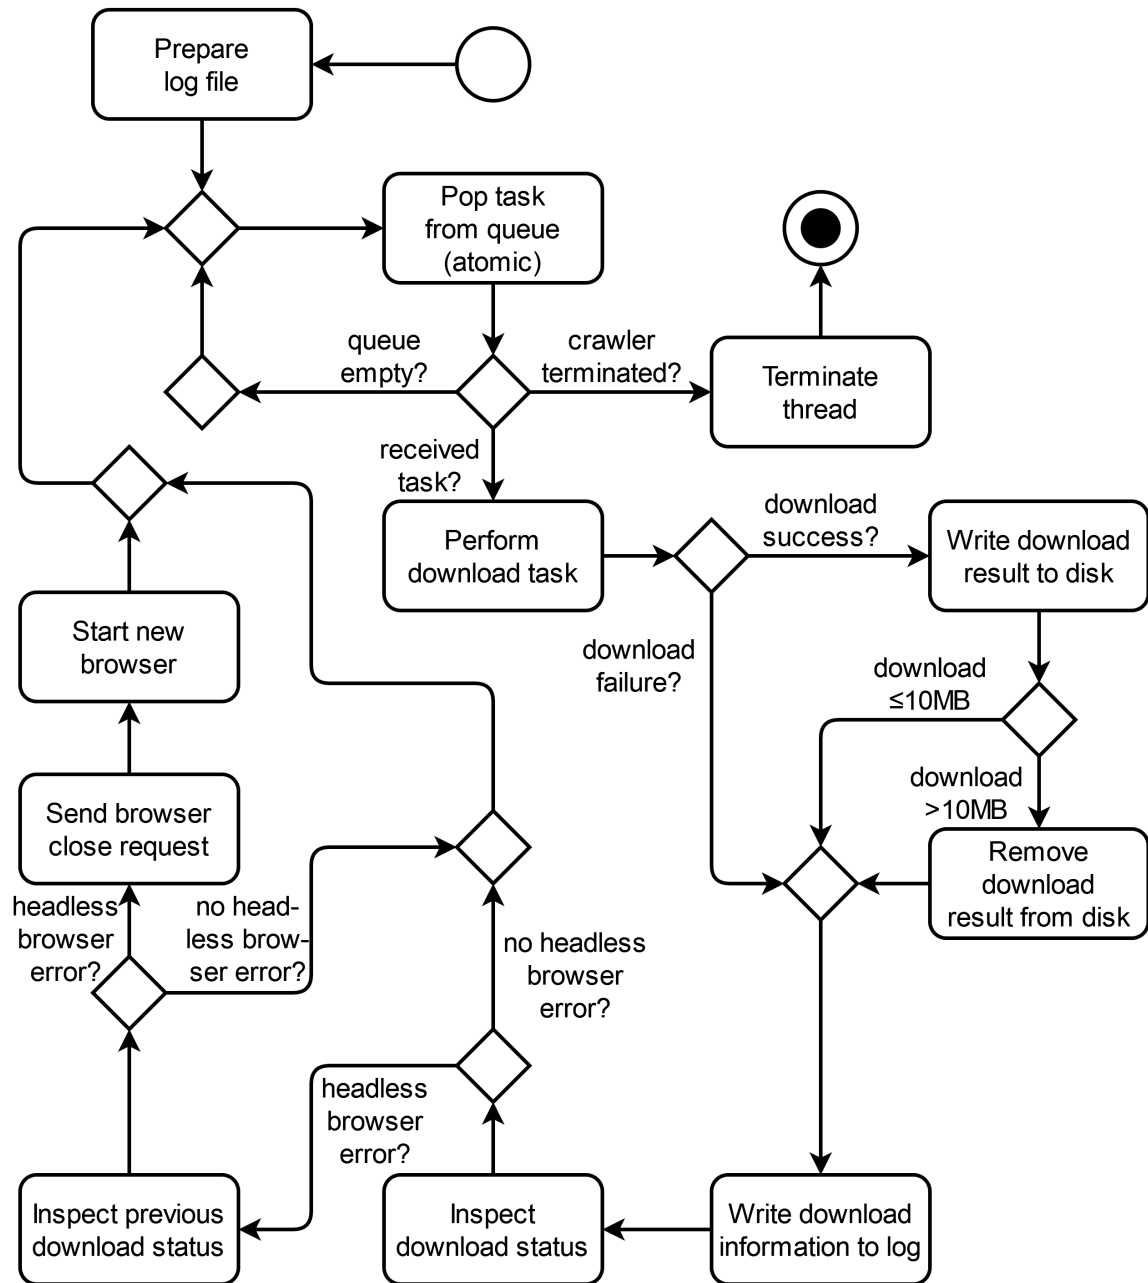 Prepare
log file
Pop task
from queue
(atomic)
queue
empty?
crawler
terminated?
Terminate
thread
received
task?
Perform
download task
download
success?
Write download
result to disk
Start new
browser
download
failure?
download
≤10MB
download
>10MB
Send browser
close request
Remove
download
result from disk
headless
browser
error?
no head-
less brow-
ser error?
no headless
browser
error?
headless
browser
error?
Inspect previous
download status
Inspect
download status
Write download
information to log